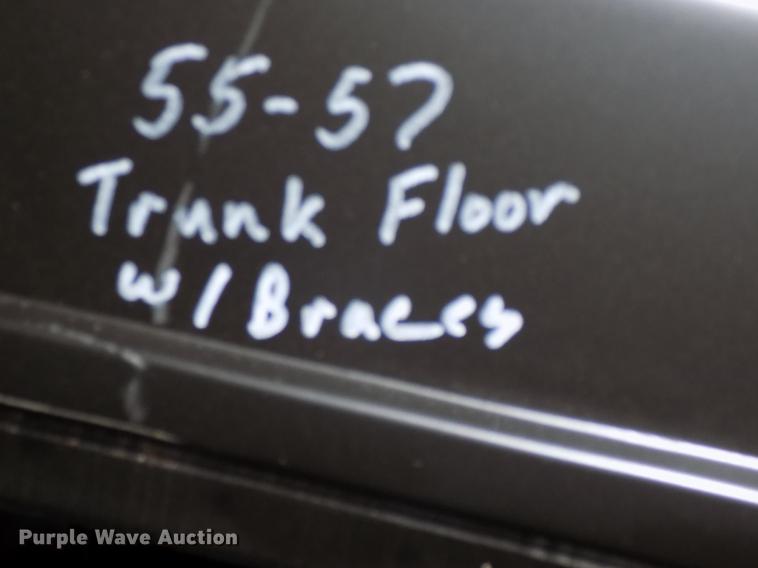 55-57
Trunk Floor
w/ Braces
Purple Wave Auction